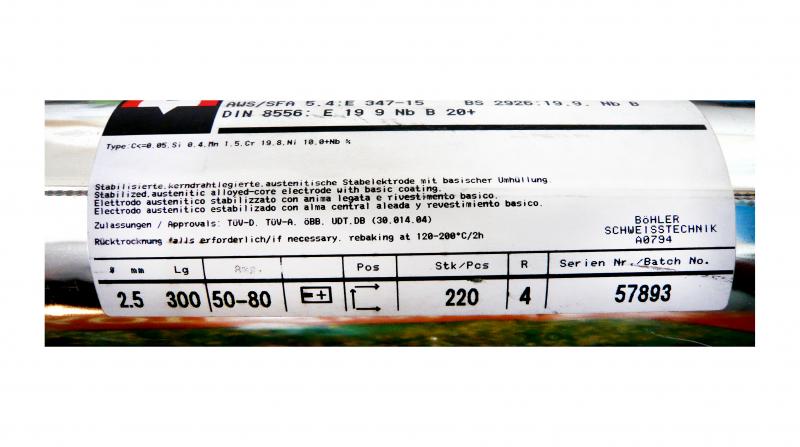 AWS/SFA 5.4:E 347-15 BS 2926:19.9. Nb B
DIN 8556: E 19 9 Nb B 20+
Type:C<=0.05,Si 0.4,Mn 1.5,Cr 19.8,Ni 10.0+Nb %
Stabilisierte,kerndrahtlegierte,austenitische Stabelektrode mit basischer Umhüllung
Stabilized,austenitic alloyed-core electrode with basic coating.
Elettrodo austenitico stabilizzato con anima legata e rivestimento basico.
Electrodo austenitico estabilizado con alma central aleada y revestimiento basico.
Zulassungen / Approvals: TÜV-D. TÜV-A. öBB. UDT.DB (30.014.04)
Rücktrocknung falls erforderlich/if necessary. rebaking at 120-200°C/2h
BöHLER
SCHWEISSTECHNIK
A0794
ø mm Lg Amp. Pos Stk/Pcs R Serien Nr./Batch No.
2.5 300 50-80 220 4 57893